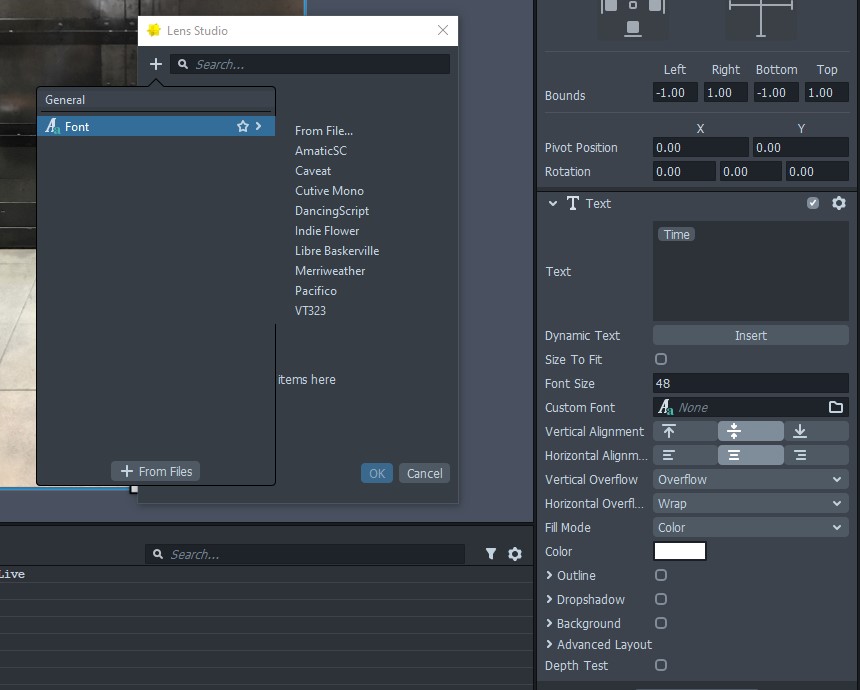 Lens Studio
Search...
General
Font
From File...
AmaticSC
Caveat
Cutive Mono
DancingScript
Indie Flower
Libre Baskerville
Merriweather
Pacifico
VT323
items here
From Files
OK Cancel
Search...
Live
Left Right Bottom Top
Bounds -1.00 1.00 -1.00 1.00
X Y
Pivot Position 0.00 0.00
Rotation 0.00 0.00 0.00
Text
Text Time
Dynamic Text Insert
Size To Fit
Font Size 48
Custom Font None
Vertical Alignment
Horizontal Alignm...
Vertical Overflow Overflow
Horizontal Overfl... Wrap
Fill Mode Color
Color
Outline
Dropshadow
Background
Advanced Layout
Depth Test